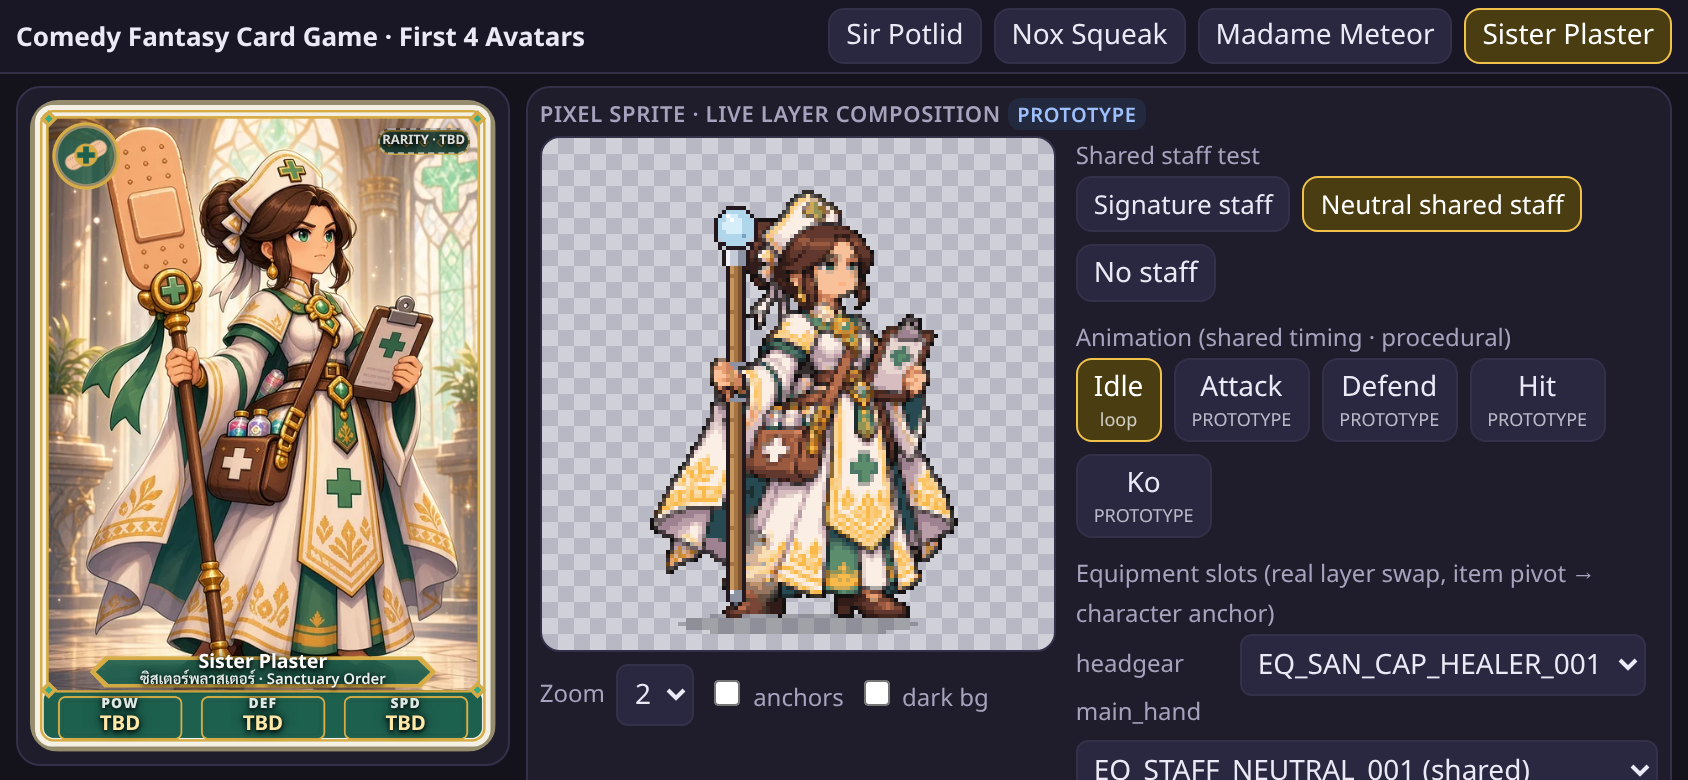 Comedy Fantasy Card Game · First 4 Avatars
Sir Potlid
Nox Squeak
Madame Meteor
Sister Plaster
RARITY · TBD
Sister Plaster
ซิสเตอร์พลาสเตอร์ · Sanctuary Order
POW
TBD
DEF
TBD
SPD
TBD
PIXEL SPRITE · LIVE LAYER COMPOSITION PROTOTYPE
Zoom 2 anchors dark bg
Shared staff test
Signature staff
Neutral shared staff
No staff
Animation (shared timing · procedural)
Idle
loop
Attack
PROTOTYPE
Defend
PROTOTYPE
Hit
PROTOTYPE
Ko
PROTOTYPE
Equipment slots (real layer swap, item pivot →
character anchor)
headgear EQ_SAN_CAP_HEALER_001
main_hand
EQ_STAFF_NEUTRAL_001 (shared)